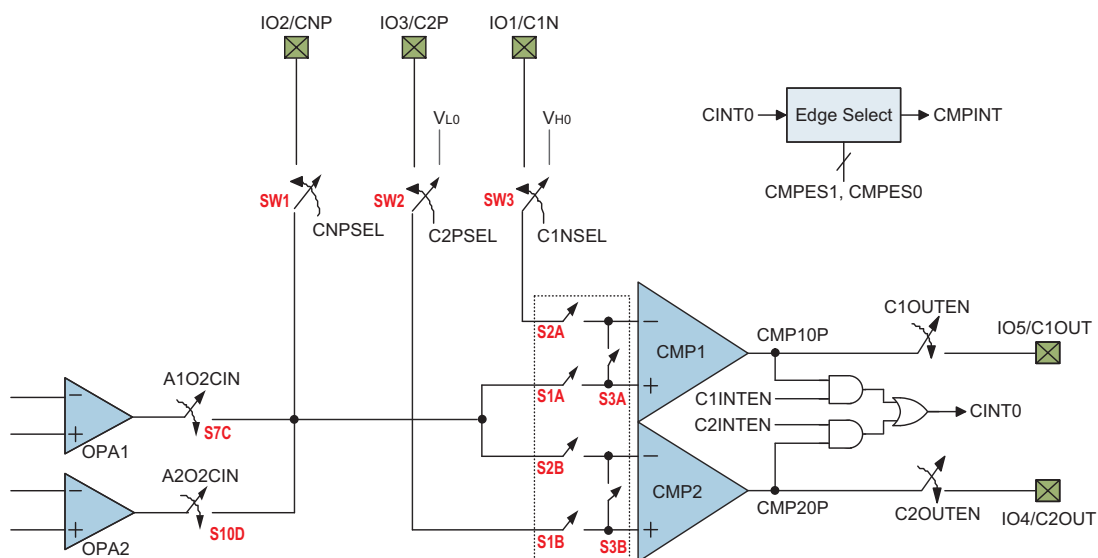 IO2/CNP IO3/C2P IO1/C1N
VL0 VH0
CINT0 Edge Select CMPINT
CMPES1, CMPES0
SW1 SW2 SW3
CNPSEL C2PSEL C1NSEL
S2A − CMP1 CMP10P C1OUTEN IO5/C1OUT
A1O2CIN S1A S3A + C1INTEN
− + OPA1 S7C C2INTEN CINT0
A2O2CIN S2B − CMP2 CMP20P
− + OPA2 S10D S1B S3B + C2OUTEN IO4/C2OUT